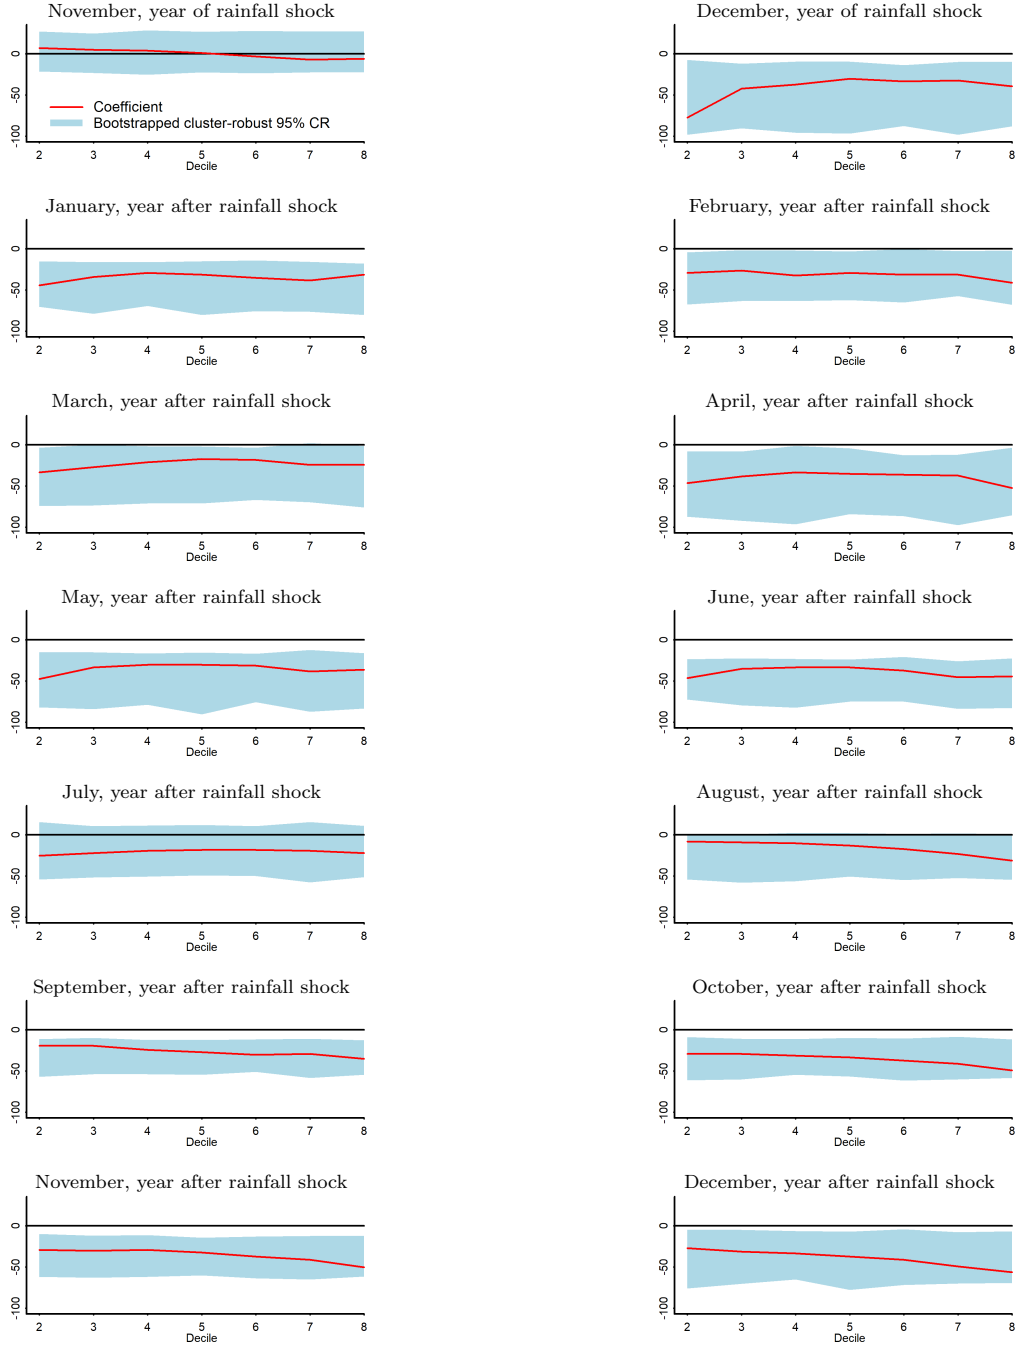 November, year of rainfall shock
0
-50
-100
Coefficient
Bootstrapped cluster-robust 95% CR
2 3 4 5 6 7 8
Decile
December, year of rainfall shock
0
-50
-100
2 3 4 5 6 7 8
Decile
January, year after rainfall shock
0
-50
-100
2 3 4 5 6 7 8
Decile
February, year after rainfall shock
0
-50
-100
2 3 4 5 6 7 8
Decile
March, year after rainfall shock
0
-50
-100
2 3 4 5 6 7 8
Decile
April, year after rainfall shock
0
-50
-100
2 3 4 5 6 7 8
Decile
May, year after rainfall shock
0
-50
-100
2 3 4 5 6 7 8
Decile
June, year after rainfall shock
0
-50
-100
2 3 4 5 6 7 8
Decile
July, year after rainfall shock
0
-50
-100
2 3 4 5 6 7 8
Decile
August, year after rainfall shock
0
-50
-100
2 3 4 5 6 7 8
Decile
September, year after rainfall shock
0
-50
-100
2 3 4 5 6 7 8
Decile
October, year after rainfall shock
0
-50
-100
2 3 4 5 6 7 8
Decile
November, year after rainfall shock
0
-50
-100
2 3 4 5 6 7 8
Decile
December, year after rainfall shock
0
-50
-100
2 3 4 5 6 7 8
Decile